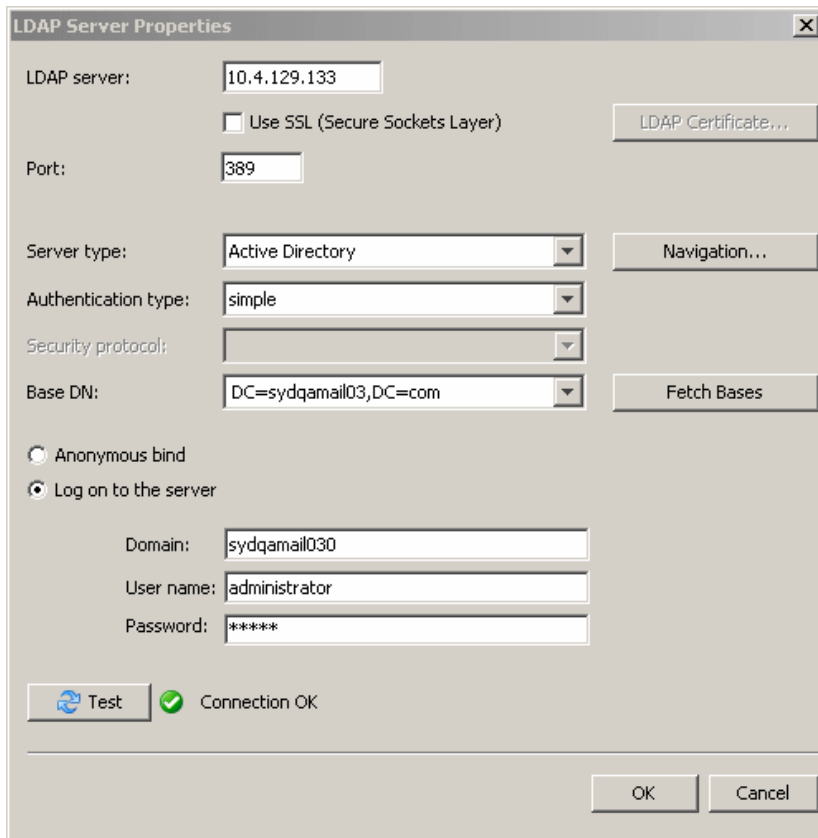 LDAP Server Properties
LDAP server: 10.4.129.133
Use SSL (Secure Sockets Layer) LDAP Certificate...
Port: 389
Server type: Active Directory Navigation...
Authentication type: simple
Security protocol:
Base DN: DC=sydqamail03,DC=com Fetch Bases
Anonymous bind
Log on to the server
Domain: sydqamail030
User name: administrator
Password: *****
Test Connection OK
OK Cancel